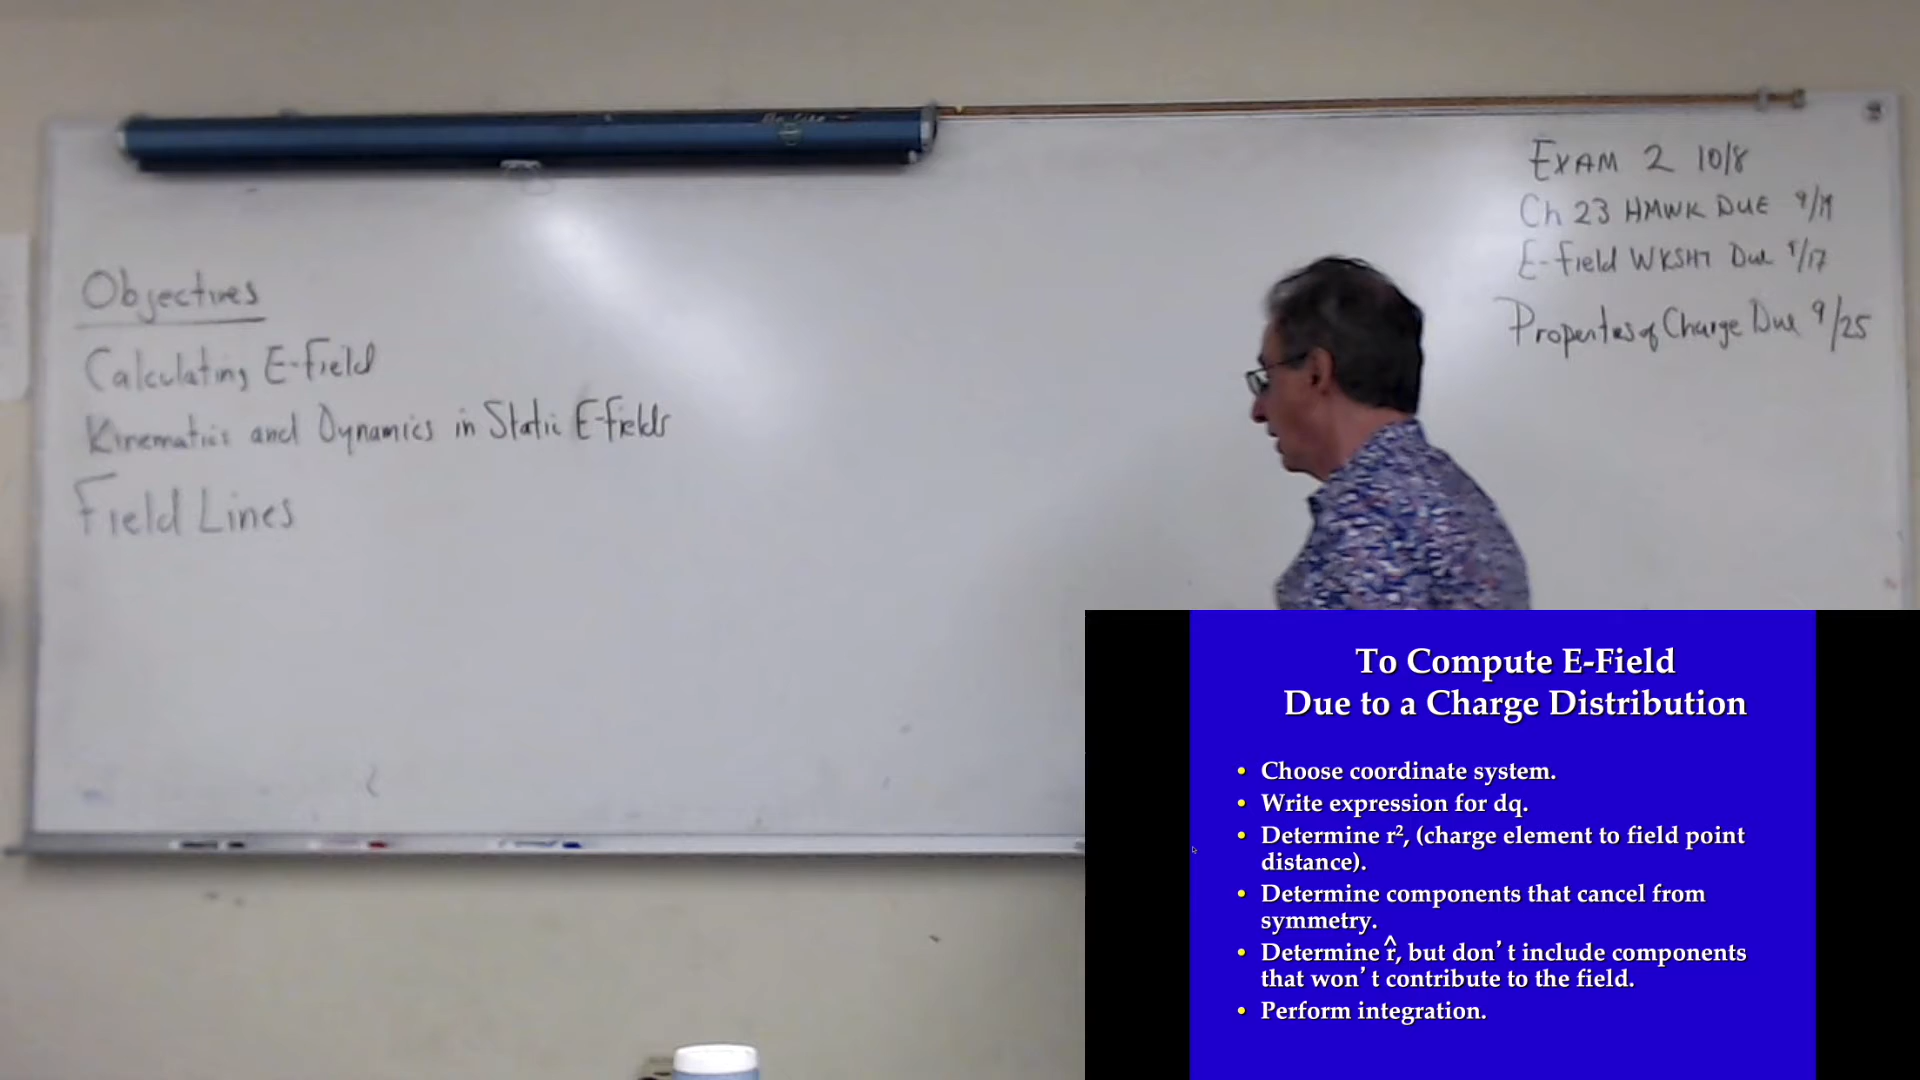 Objectives
Calculating E-Field
Kinematics and Dynamics in Static E-fields
Field Lines
EXAM 2 10/8
Ch 23 HMWK DUE 9/19
E-field WKSHT Due 9/17
Properties of Charge Due 9/25
To Compute E-Field
Due to a Charge Distribution
• Choose coordinate system.
• Write expression for dq.
• Determine r², (charge element to field point
distance).
• Determine components that cancel from
symmetry.
• Determine r̂, but don’t include components
that won’t contribute to the field.
• Perform integration.